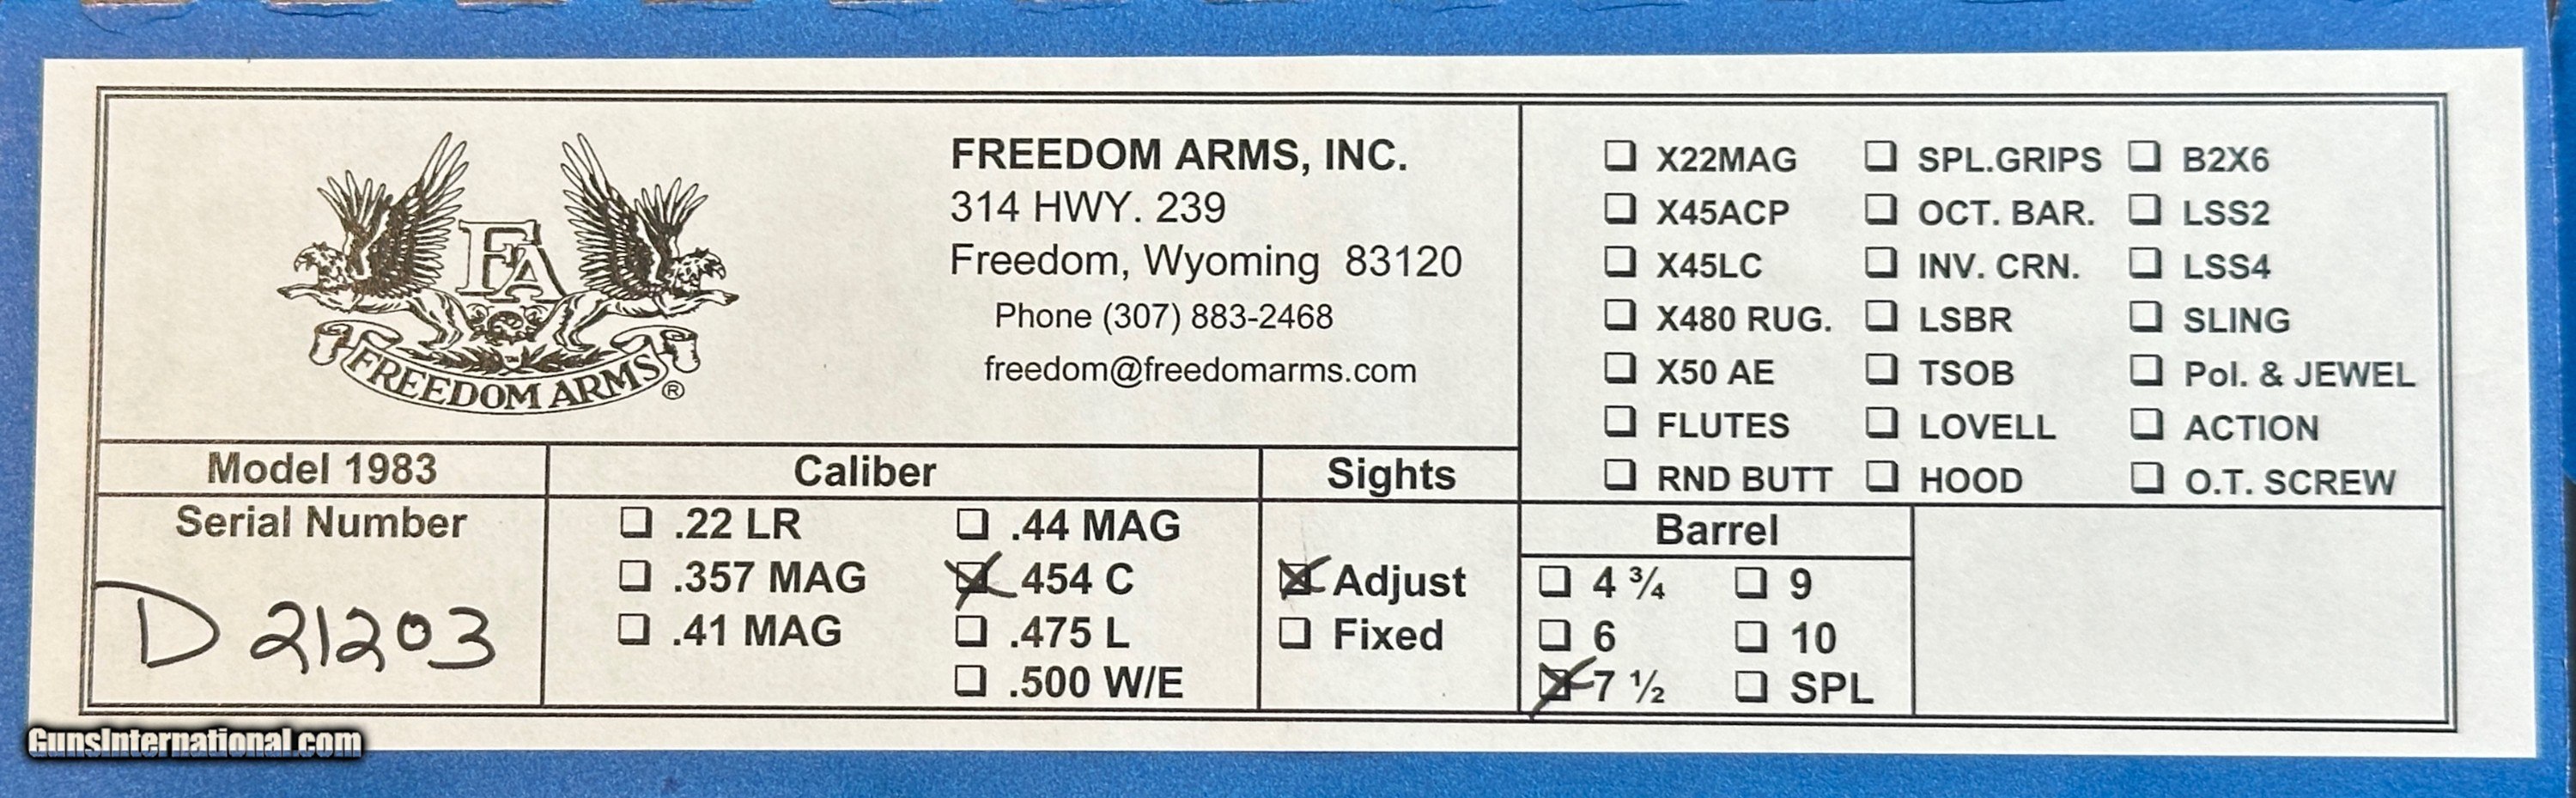 FA
FREEDOM ARMS®
FREEDOM ARMS, INC.
314 HWY. 239
Freedom, Wyoming 83120
Phone (307) 883-2468
freedom@freedomarms.com
☐ X22MAG ☐ SPL.GRIPS ☐ B2X6
☐ X45ACP ☐ OCT. BAR. ☐ LSS2
☐ X45LC ☐ INV. CRN. ☐ LSS4
☐ X480 RUG. ☐ LSBR ☐ SLING
☐ X50 AE ☐ TSOB ☐ Pol. & JEWEL
☐ FLUTES ☐ LOVELL ☐ ACTION
☐ RND BUTT ☐ HOOD ☐ O.T. SCREW
Model 1983
Serial Number
D 21203
Caliber
☐ .22 LR ☐ .44 MAG
☐ .357 MAG ☒ .454 C
☐ .41 MAG ☐ .475 L
☐ .500 W/E
Sights
☒ Adjust
☐ Fixed
Barrel
☐ 4 ¾ ☐ 9
☐ 6 ☐ 10
☒ 7 ½ ☐ SPL
GunsInternational.com